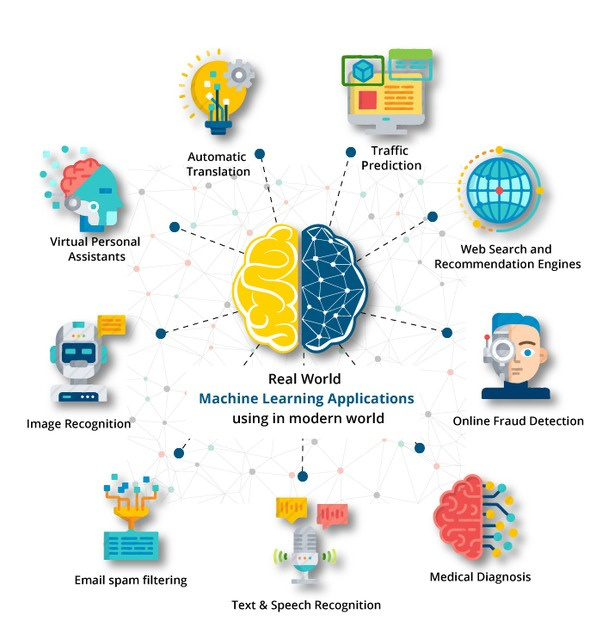 Automatic
Translation
Traffic
Prediction
Virtual Personal
Assistants
Web Search and
Recommendation Engines
Image Recognition
Real World
Machine Learning Applications
using in modern world
Online Fraud Detection
Email spam filtering
Text & Speech Recognition
Medical Diagnosis